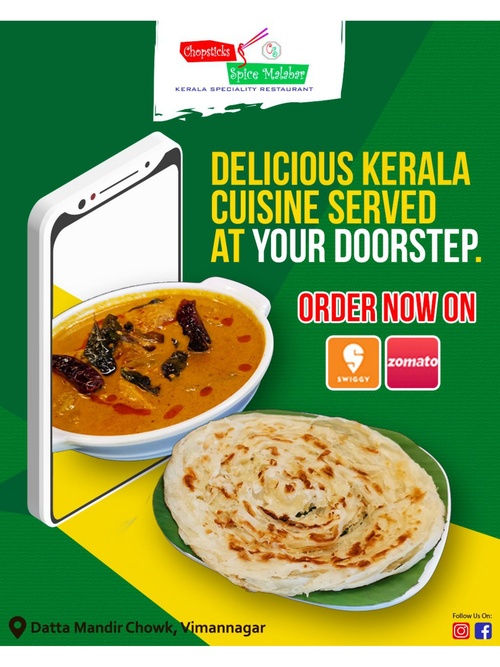 Chopsticks
CS
Spice Malabar
KERALA SPECIALITY RESTAURANT
DELICIOUS KERALA
CUISINE SERVED
AT YOUR DOORSTEP.
ORDER NOW ON
SWIGGY
zomato
Follow Us On:
Datta Mandir Chowk, Vimannagar